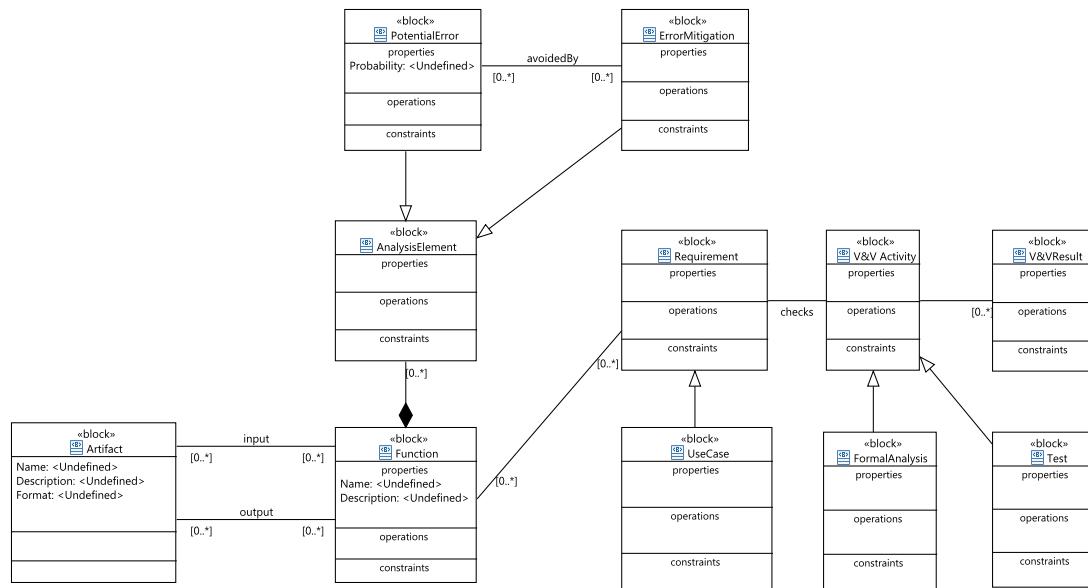 «block»
PotentialError
properties
Probability: <Undefined>
operations
constraints
avoidedBy
[0..*]
[0..*]
«block»
ErrorMitigation
properties
operations
constraints
«block»
AnalysisElement
properties
operations
constraints
[0..*]
«block»
Requirement
properties
operations
constraints
[0..*]
checks
«block»
V&V Activity
properties
operations
constraints
[0..*]
«block»
V&VResult
properties
operations
constraints
«block»
Artifact
Name: <Undefined>
Description: <Undefined>
Format: <Undefined>
input
[0..*]
[0..*]
output
[0..*]
[0..*]
«block»
Function
properties
Name: <Undefined>
Description: <Undefined>
operations
constraints
[0..*]
«block»
UseCase
properties
operations
constraints
«block»
FormalAnalysis
properties
operations
constraints
«block»
Test
properties
operations
constraints